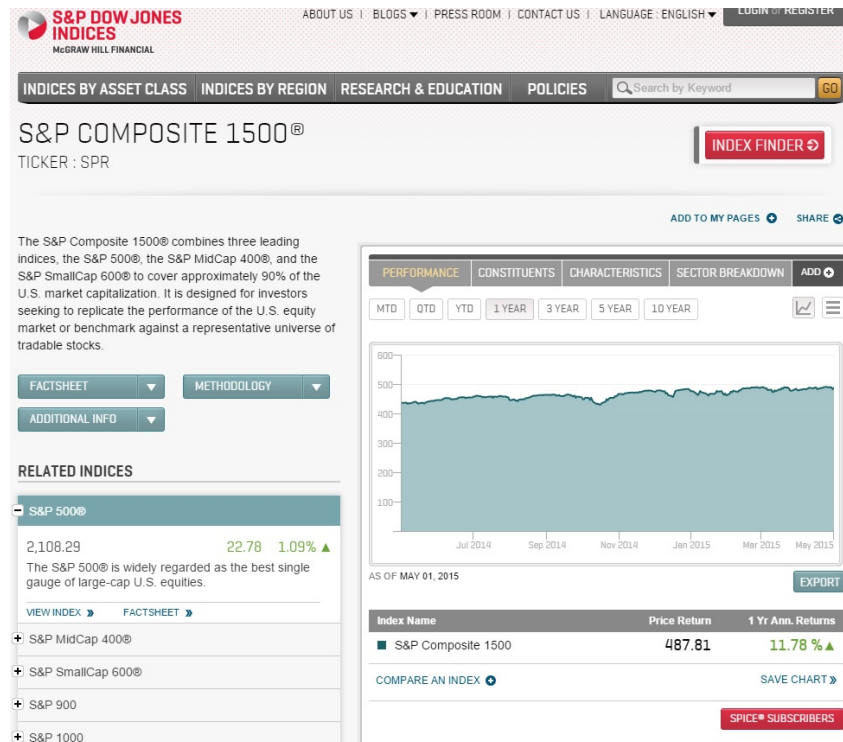 S&P DOW JONES
INDICES
McGRAW HILL FINANCIAL
ABOUT US | BLOGS ▼ | PRESS ROOM | CONTACT US | LANGUAGE : ENGLISH ▼
LOGIN or REGISTER
INDICES BY ASSET CLASS INDICES BY REGION RESEARCH & EDUCATION POLICIES
Search by Keyword
GO
S&P COMPOSITE 1500®
TICKER : SPR
INDEX FINDER
ADD TO MY PAGES SHARE
The S&P Composite 1500® combines three leading
indices, the S&P 500®, the S&P MidCap 400®, and the
S&P SmallCap 600® to cover approximately 90% of the
U.S. market capitalization. It is designed for investors
seeking to replicate the performance of the U.S. equity
market or benchmark against a representative universe of
tradable stocks.
FACTSHEET
METHODOLOGY
ADDITIONAL INFO
RELATED INDICES
S&P 500®
2,108.29 22.78 1.09% ▲
The S&P 500® is widely regarded as the best single
gauge of large-cap U.S. equities.
VIEW INDEX » FACTSHEET »
S&P MidCap 400®
S&P SmallCap 600®
S&P 900
S&P 1000
PERFORMANCE CONSTITUENTS CHARACTERISTICS SECTOR BREAKDOWN ADD
MTD QTD YTD 1 YEAR 3 YEAR 5 YEAR 10 YEAR
600
500
400
300
200
100
Jul 2014 Sep 2014 Nov 2014 Jan 2015 Mar 2015 May 2015
AS OF MAY 01, 2015
EXPORT
Index Name Price Return 1 Yr Ann. Returns
S&P Composite 1500 487.81 11.78 % ▲
COMPARE AN INDEX SAVE CHART »
SPICE® SUBSCRIBERS